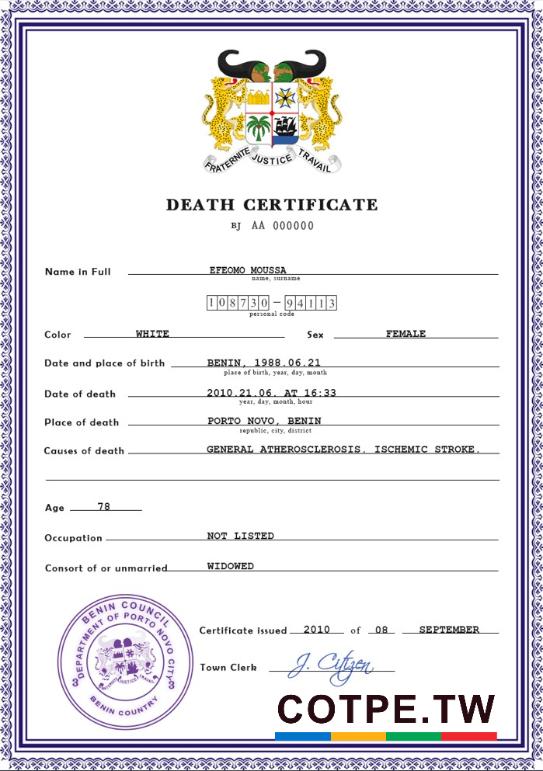 FRATERNITE JUSTICE TRAVAIL
DEATH CERTIFICATE
BJ AA 000000
Name in Full EFEOMO MOUSSA
name, surname
108730-94113
personal code
Color WHITE Sex FEMALE
Date and place of birth BENIN, 1988.06.21
place of birth, year, day, month
Date of death 2010.21.06. AT 16:33
year, day, month, hour
Place of death PORTO NOVO, BENIN
republic, city, district
Causes of death GENERAL ATHEROSCLEROSIS. ISCHEMIC STROKE.
Age 78
Occupation NOT LISTED
Consort of or unmarried WIDOWED
BENIN COUNCIL
DEPARTMENT OF PORTO NOVO CITY
BENIN COUNTRY
Certificate issued 2010 of 08 SEPTEMBER
Town Clerk J. Citizen
COTPE.TW